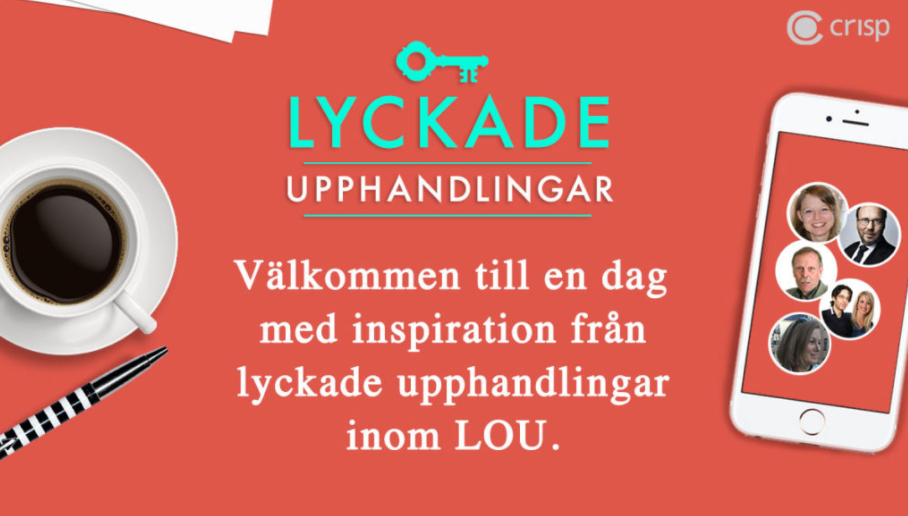 crisp
LYCKADE
UPPHANDLINGAR
Välkommen till en dag
med inspiration från
lyckade upphandlingar
inom LOU.